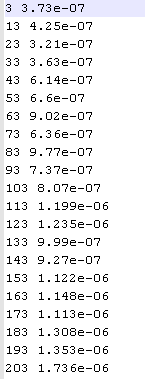 3 3.73e-07
13 4.25e-07
23 3.21e-07
33 3.63e-07
43 6.14e-07
53 6.6e-07
63 9.02e-07
73 6.36e-07
83 9.77e-07
93 7.37e-07
103 8.07e-07
113 1.199e-06
123 1.235e-06
133 9.99e-07
143 9.27e-07
153 1.122e-06
163 1.148e-06
173 1.113e-06
183 1.308e-06
193 1.353e-06
203 1.736e-06